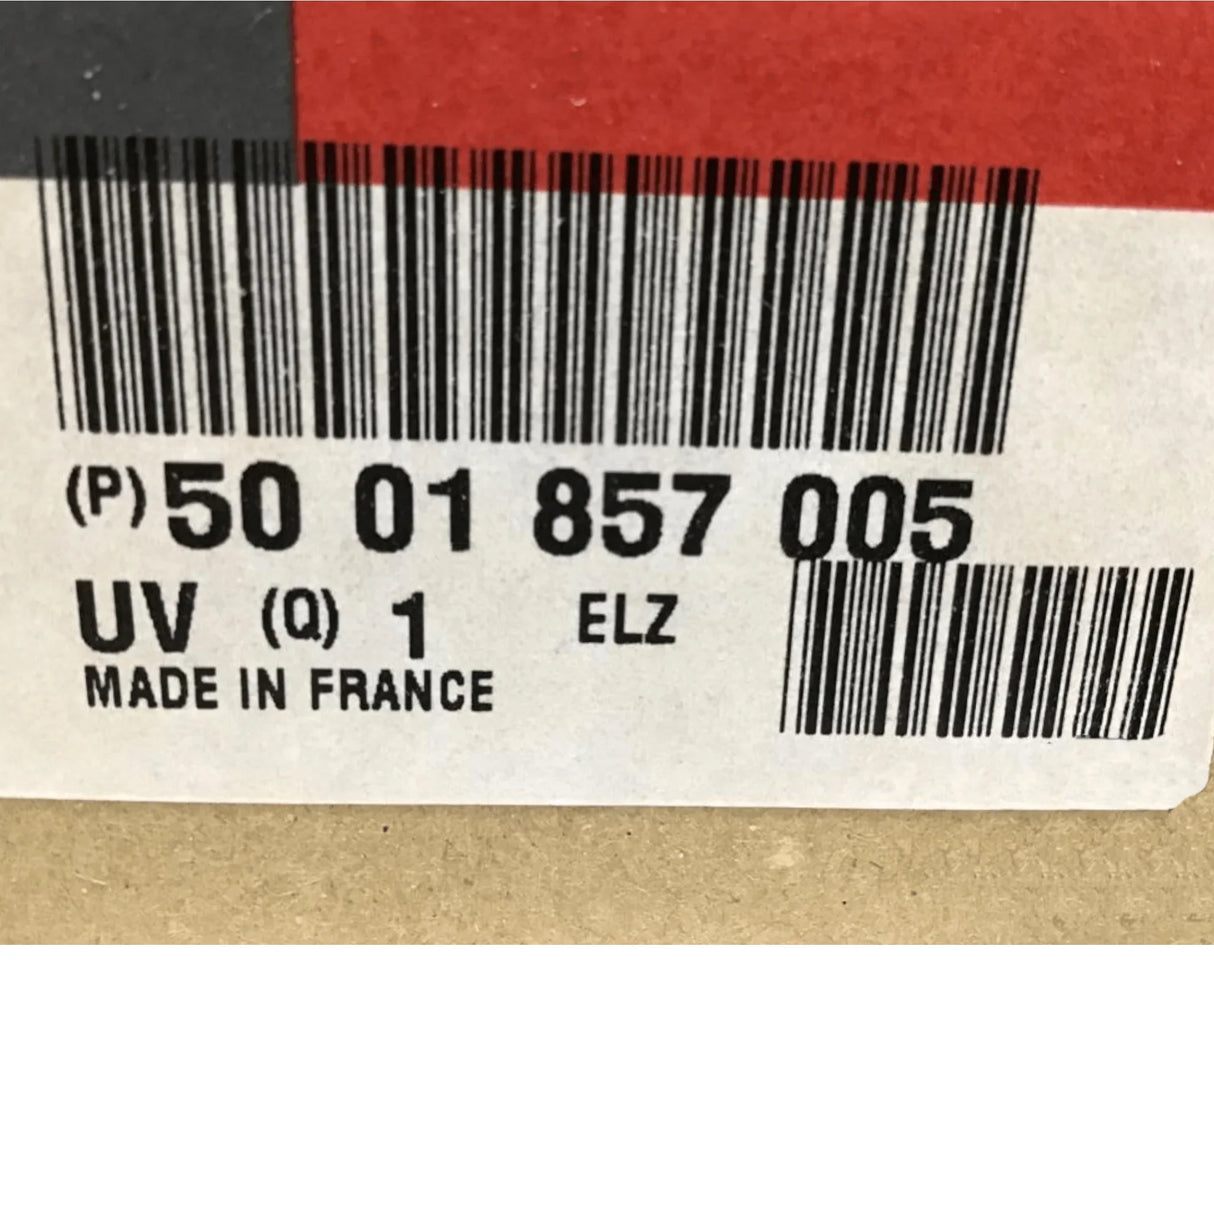 (P) 50 01 857 005
UV (Q) 1 ELZ
MADE IN FRANCE